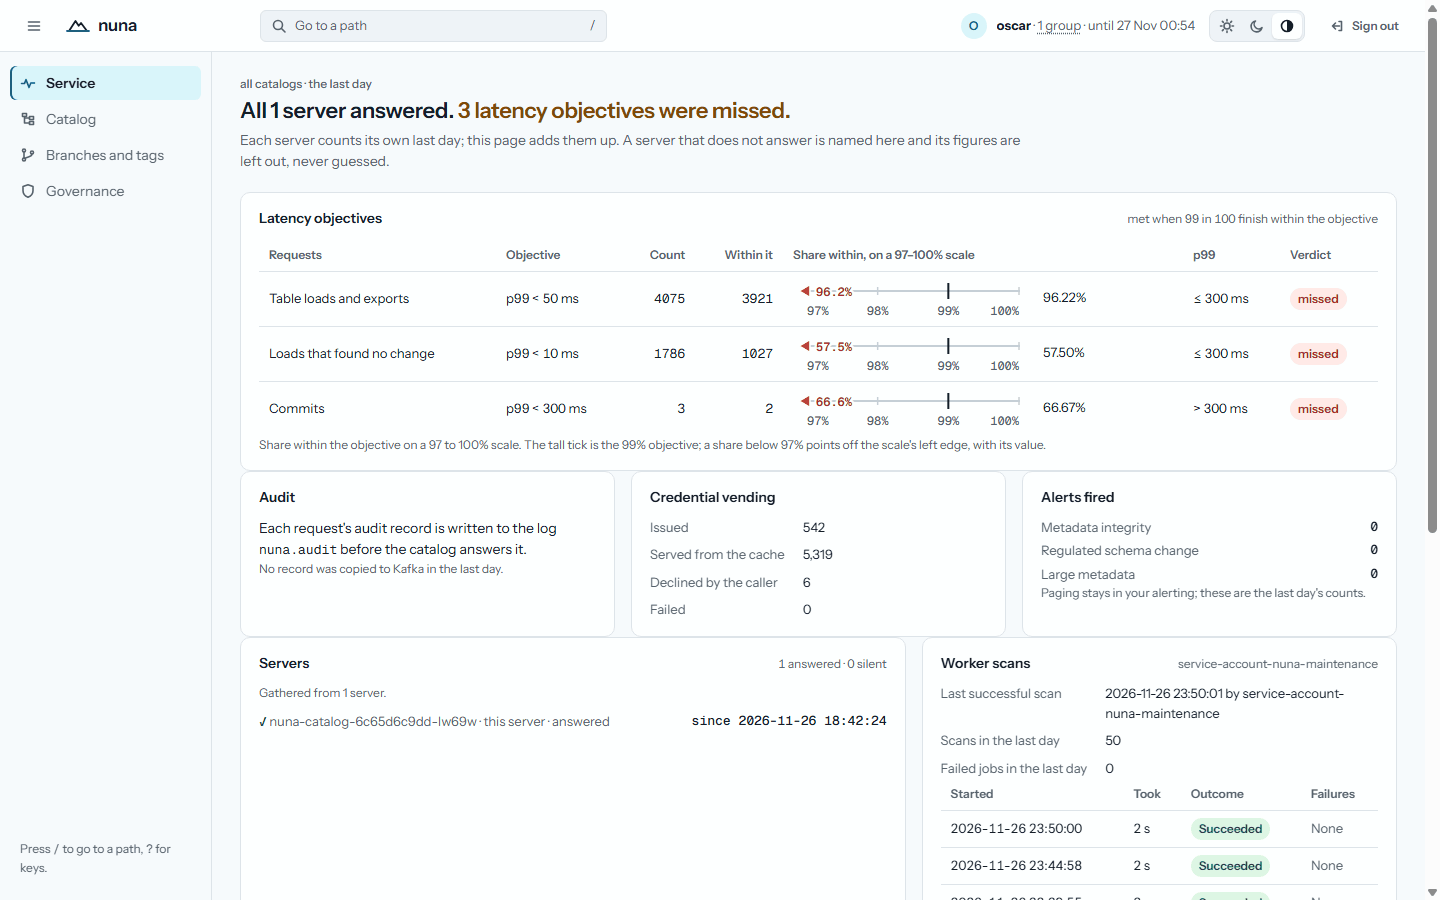 nuna
Go to a path /
O oscar · 1 group · until 27 Nov 00:54
Sign out
Service
Catalog
Branches and tags
Governance
Press / to go to a path, ? for
keys.
all catalogs · the last day
All 1 server answered. 3 latency objectives were missed.
Each server counts its own last day; this page adds them up. A server that does not answer is named here and its figures are
left out, never guessed.
Latency objectives
met when 99 in 100 finish within the objective
Requests Objective Count Within it Share within, on a 97–100% scale p99 Verdict
Table loads and exports p99 < 50 ms 4075 3921 96.2% 96.22% ≤ 300 ms missed
97% 98% 99% 100%
Loads that found no change p99 < 10 ms 1786 1027 57.5% 57.50% ≤ 300 ms missed
97% 98% 99% 100%
Commits p99 < 300 ms 3 2 66.6% 66.67% > 300 ms missed
97% 98% 99% 100%
Share within the objective on a 97 to 100% scale. The tall tick is the 99% objective; a share below 97% points off the scale's left edge, with its value.
Audit
Each request's audit record is written to the log
nuna.audit before the catalog answers it.
No record was copied to Kafka in the last day.
Credential vending
Issued 542
Served from the cache 5,319
Declined by the caller 6
Failed 0
Alerts fired
Metadata integrity 0
Regulated schema change 0
Large metadata 0
Paging stays in your alerting; these are the last day's counts.
Servers
1 answered · 0 silent
Gathered from 1 server.
✓ nuna-catalog-6c65d6c9dd-lw69w · this server · answered since 2026-11-26 18:42:24
Worker scans
service-account-nuna-maintenance
Last successful scan 2026-11-26 23:50:01 by service-account-
nuna-maintenance
Scans in the last day 50
Failed jobs in the last day 0
Started Took Outcome Failures
2026-11-26 23:50:00 2 s Succeeded None
2026-11-26 23:44:58 2 s Succeeded None